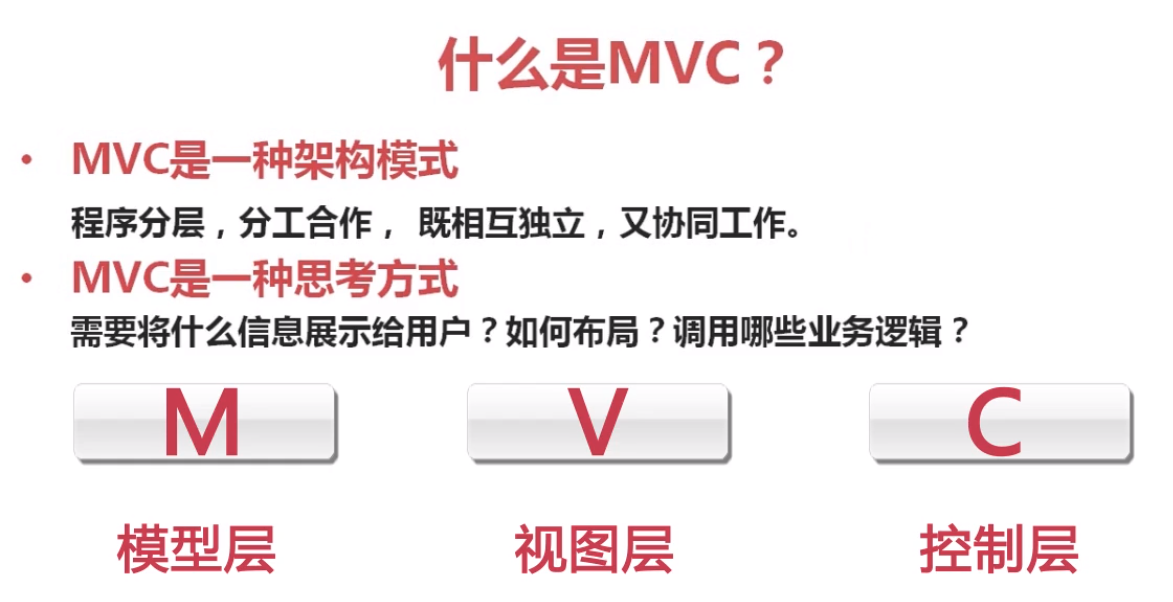 什么是MVC？
• MVC是一种架构模式
程序分层，分工合作， 既相互独立，又协同工作。
• MVC是一种思考方式
需要将什么信息展示给用户？如何布局？调用哪些业务逻辑？
M V C
模型层 视图层 控制层